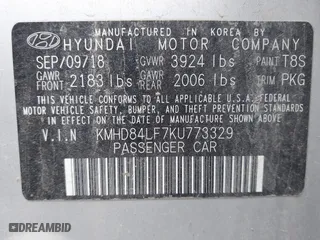 MANUFACTURED IN KOREA BY
HYUNDAI MOTOR COMPANY
SEP/09/18 GVWR 3924 lbs PAINT T8S
GAWR FRONT 2183 lbs GAWR REAR 2006 lbs TRIM PKG
THIS VEHICLE CONFORMS TO ALL APPLICABLE U.S. FEDERAL
MOTOR VEHICLE SAFETY, BUMPER, AND THEFT PREVENTION
STANDARDS IN EFFECT ON THE DATE OF MANUFACTURE SHOWN ABOVE.
V.I.N KMHD84LF7KU773329
PASSENGER CAR